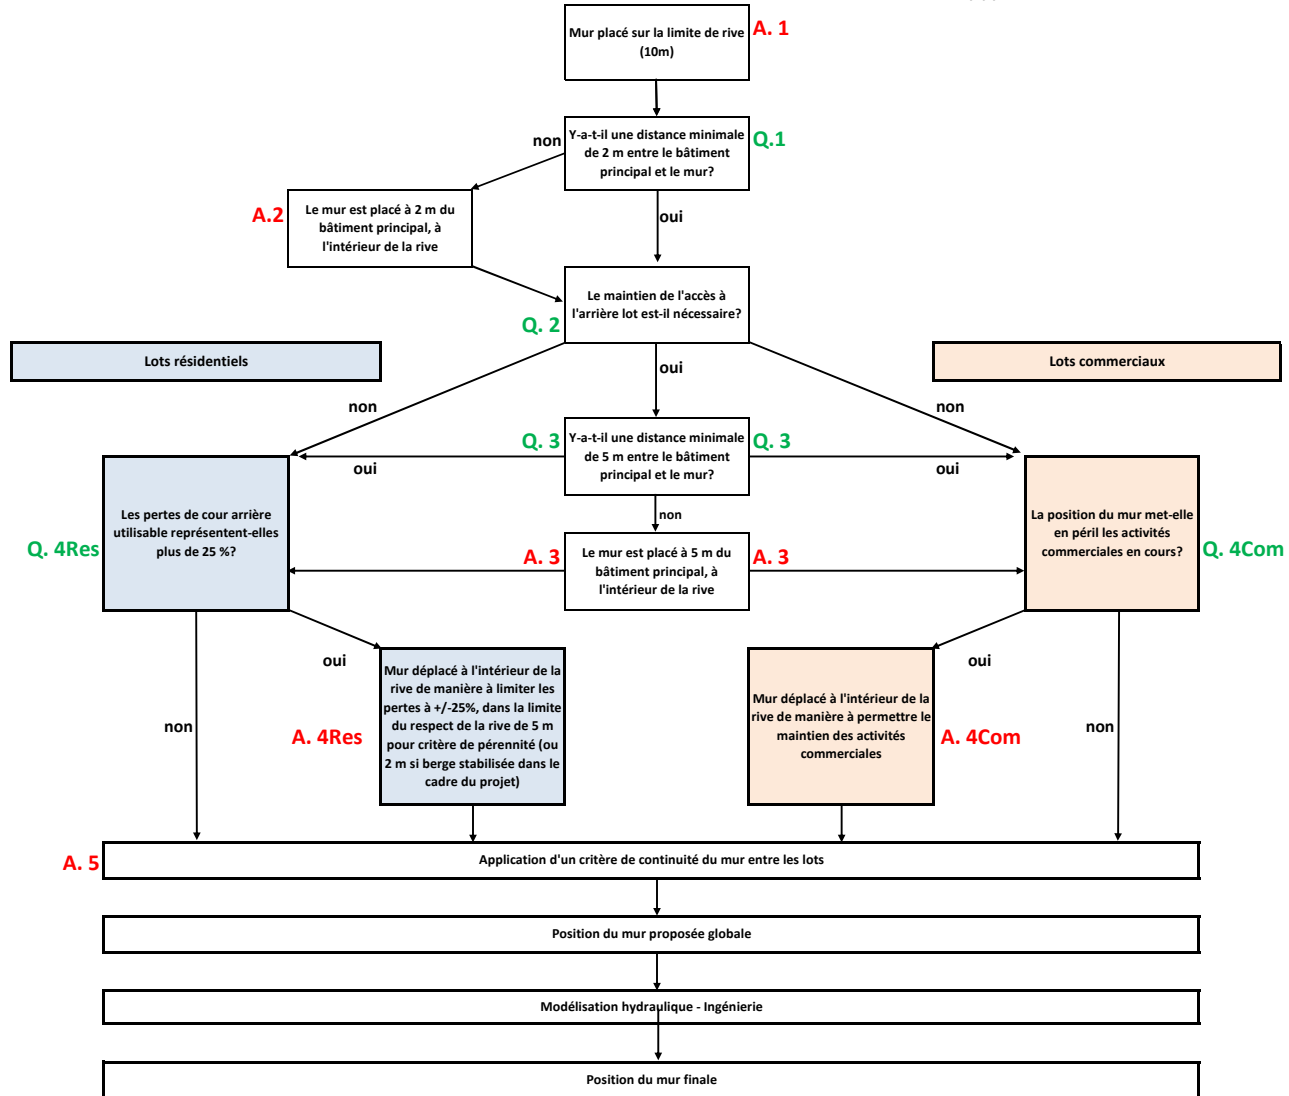 Mur placé sur la limite de rive
(10m)
A. 1
Y-a-t-il une distance minimale
de 2 m entre le bâtiment
principal et le mur?
Q.1
non
oui
A.2
Le mur est placé à 2 m du
bâtiment principal, à
l'intérieur de la rive
Le maintien de l'accès à
l'arrière lot est-il nécessaire?
Q. 2
Lots résidentiels
Lots commerciaux
oui
non
non
Q. 3
Y-a-t-il une distance minimale
de 5 m entre le bâtiment
principal et le mur?
Q. 3
oui
oui
non
Q. 4Res
Les pertes de cour arrière
utilisable représentent-elles
plus de 25 %?
A. 3
Le mur est placé à 5 m du
bâtiment principal, à
l'intérieur de la rive
A. 3
La position du mur met-elle
en péril les activités
commerciales en cours?
Q. 4Com
oui
oui
non
non
A. 4Res
Mur déplacé à l'intérieur de la
rive de manière à limiter les
pertes à +/-25%, dans la limite
du respect de la rive de 5 m
pour critère de pérennité (ou
2 m si berge stabilisée dans le
cadre du projet)
Mur déplacé à l'intérieur de la
rive de manière à permettre le
maintien des activités
commerciales
A. 4Com
A. 5
Application d'un critère de continuité du mur entre les lots
Position du mur proposée globale
Modélisation hydraulique - Ingénierie
Position du mur finale